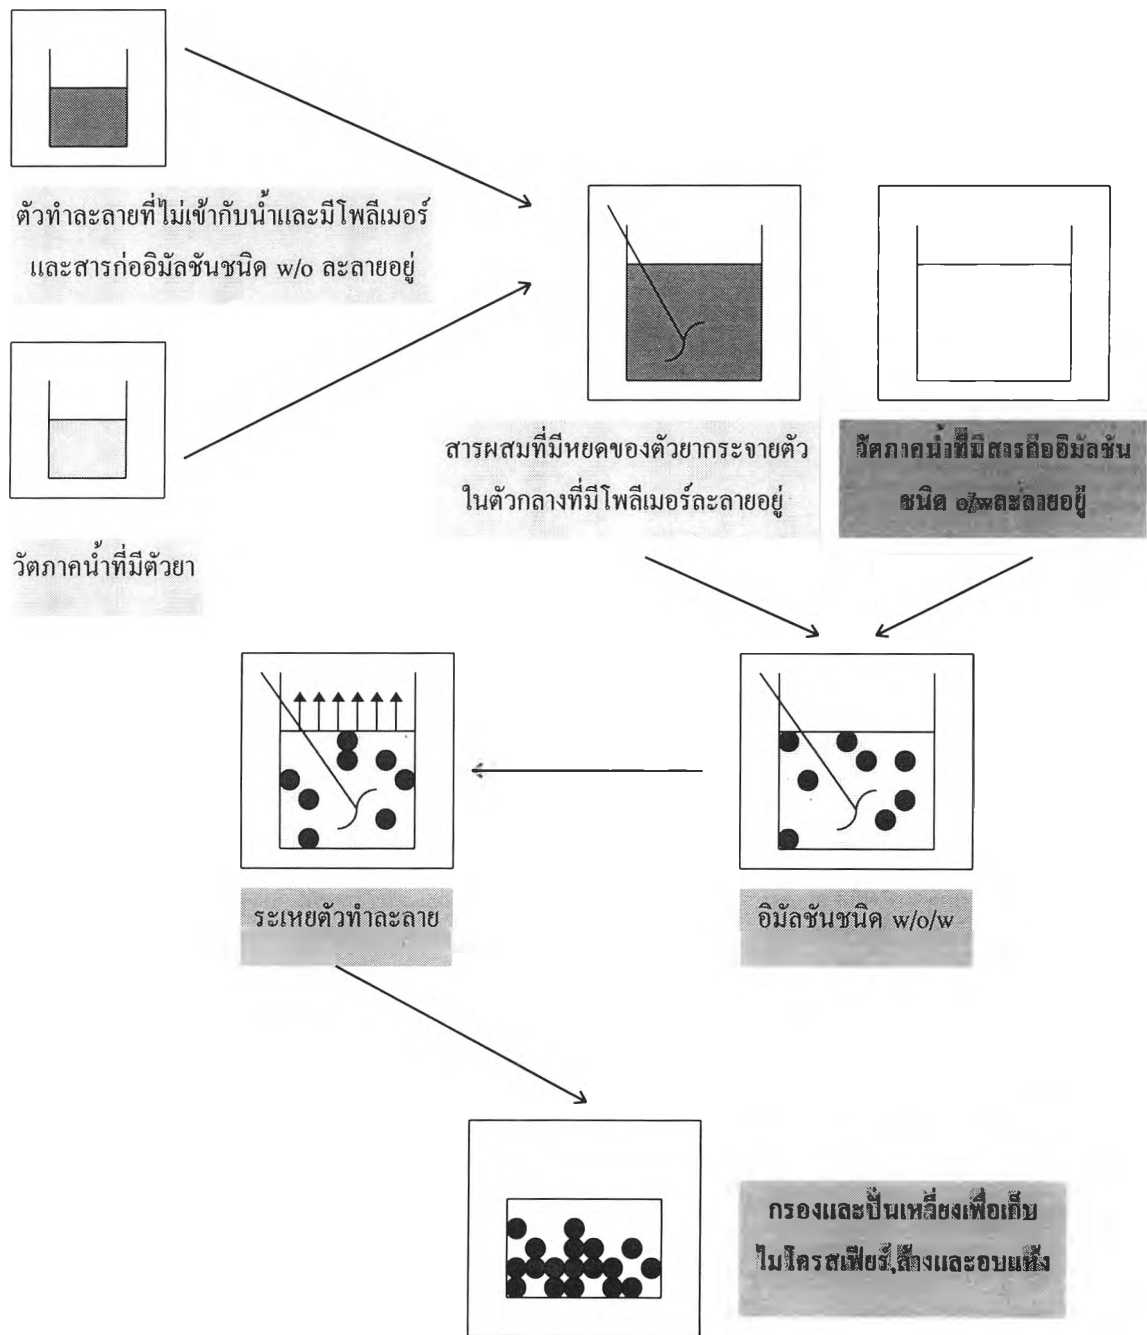 ตัวทำละลายที่ไม่เข้ากับน้ำและมีโพลีเมอร์
และสารก่ออิมัลชันชนิด w/o ละลายอยู่
วัตภาคน้ำที่มีตัวยา
สารผสมที่มีหยดของตัวยากระจายตัว
ในตัวกลางที่มีโพลีเมอร์ละลายอยู่
วัตภาคน้ำที่มีสารก่ออิมัลชัน
ชนิด o/wละลายอยู่
อิมัลชันชนิด w/o/w
ระเหยตัวทำละลาย
กรองและปั่นเหวี่ยงเพื่อเก็บ
ไมโครสเฟียร์,ล้างและอบแห้ง